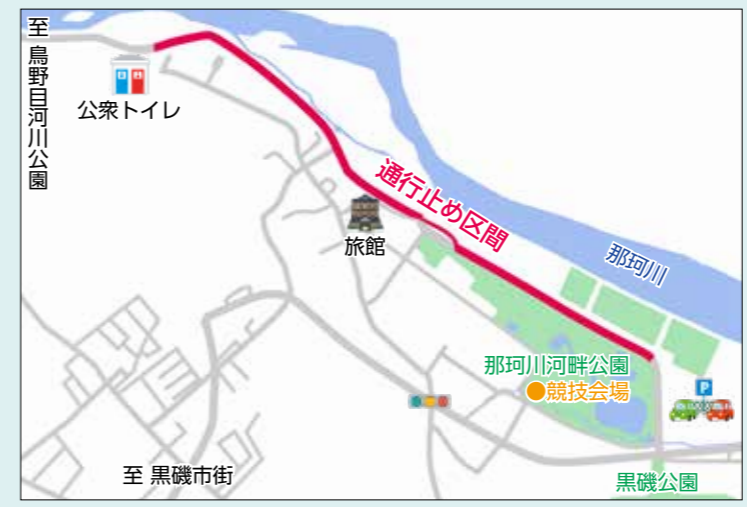 至 鳥野目河川公園
公衆トイレ
通行止め区間
旅館
那珂川
那珂川河畔公園
●競技会場
P
至 黒磯市街
黒磯公園